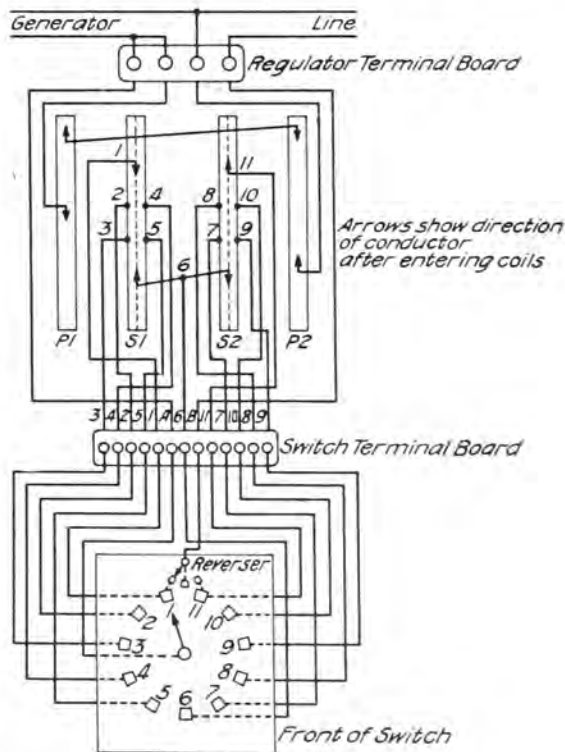 Generator Line
Regulator Terminal Board
1 11
2 4 8 10
3 5 7 9
6
Arrows show direction
of conductor
after entering coils
P1 S1 S2 P2
3 4 2 5 1 A 6 B 11 7 10 8 9
Switch Terminal Board
Reverser
1 11
2 10
3 9
4 8
5 7
6
Front of Switch